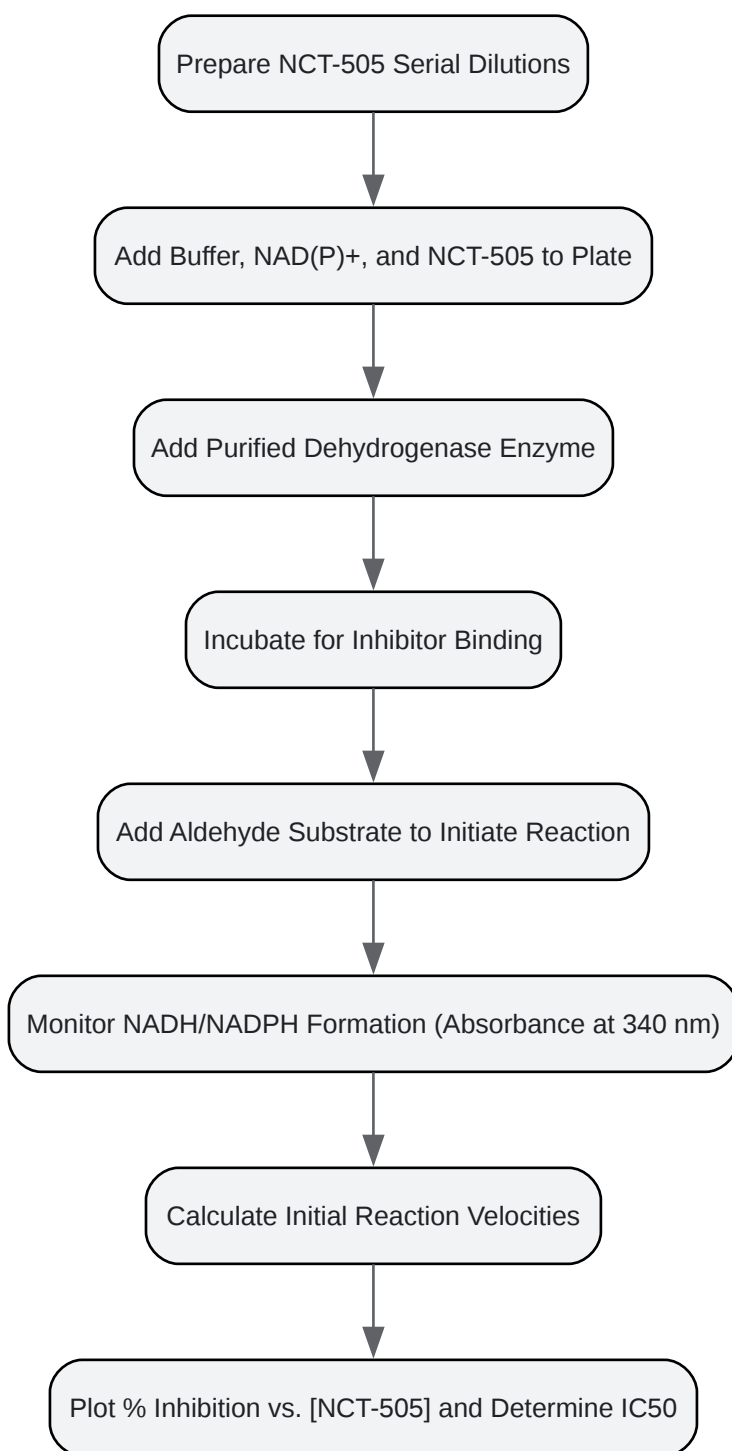 Prepare NCT-505 Serial Dilutions
Add Buffer, NAD(P)+, and NCT-505 to Plate
Add Purified Dehydrogenase Enzyme
Incubate for Inhibitor Binding
Add Aldehyde Substrate to Initiate Reaction
Monitor NADH/NADPH Formation (Absorbance at 340 nm)
Calculate Initial Reaction Velocities
Plot % Inhibition vs. [NCT-505] and Determine IC50